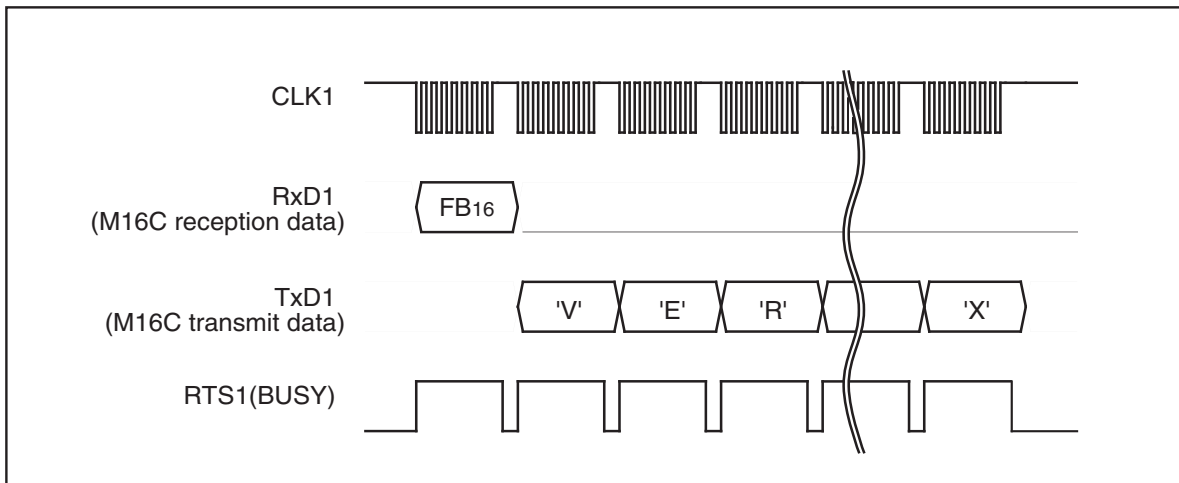 CLK1
RxD1
(M16C reception data)
FB16
TxD1
(M16C transmit data)
'V' 'E' 'R' 'X'
RTS1(BUSY)